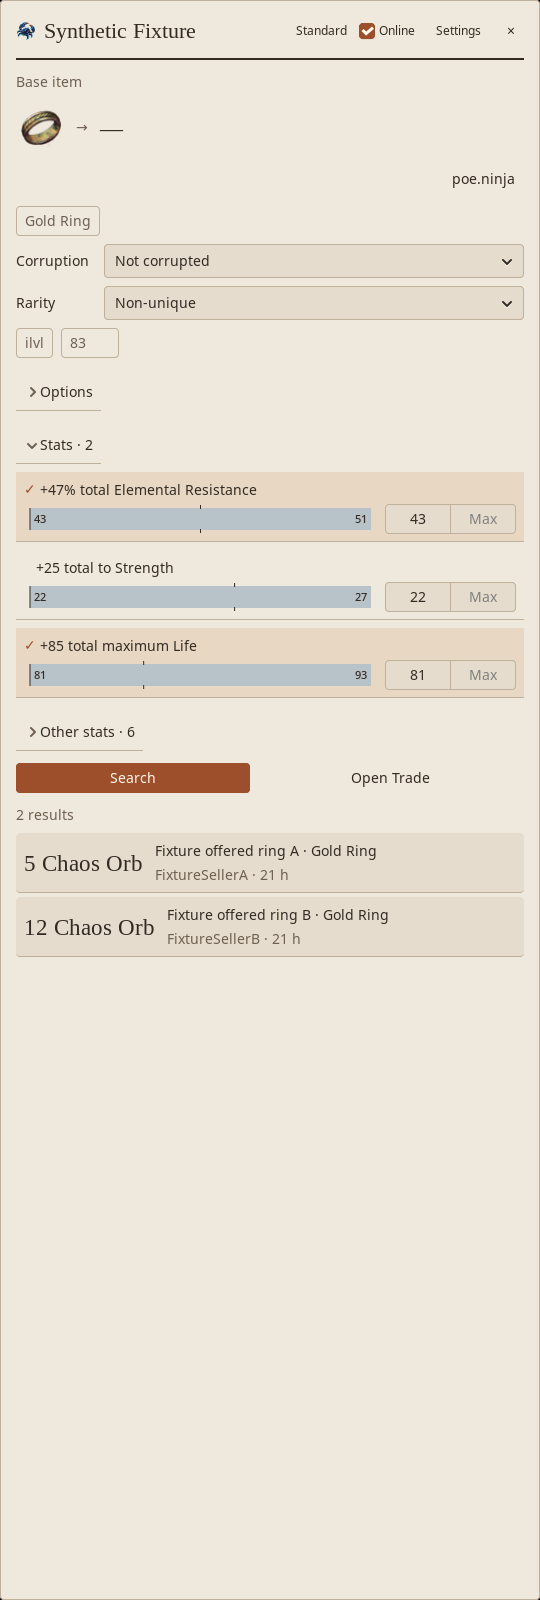 Synthetic Fixture Standard Online Settings ×
Base item
→ —
poe.ninja
Gold Ring
Corruption Not corrupted
Rarity Non-unique
ilvl 83
Options
Stats · 2
✓ +47% total Elemental Resistance
43 51 43 Max
+25 total to Strength
22 27 22 Max
✓ +85 total maximum Life
81 93 81 Max
Other stats · 6
Search Open Trade
2 results
5 Chaos Orb Fixture offered ring A · Gold Ring
FixtureSellerA · 21 h
12 Chaos Orb Fixture offered ring B · Gold Ring
FixtureSellerB · 21 h